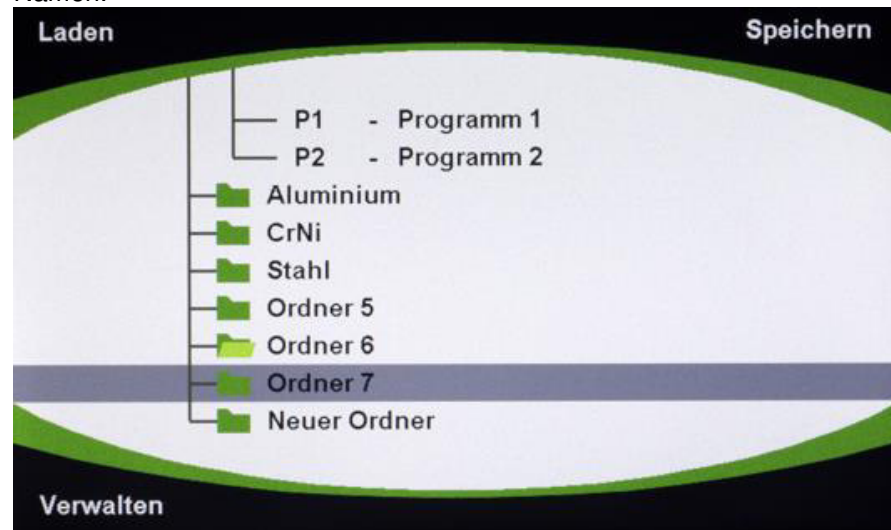 Laden
Speichern
P1 - Programm 1
P2 - Programm 2
Aluminium
CrNi
Stahl
Ordner 5
Ordner 6
Ordner 7
Neuer Ordner
Verwalten